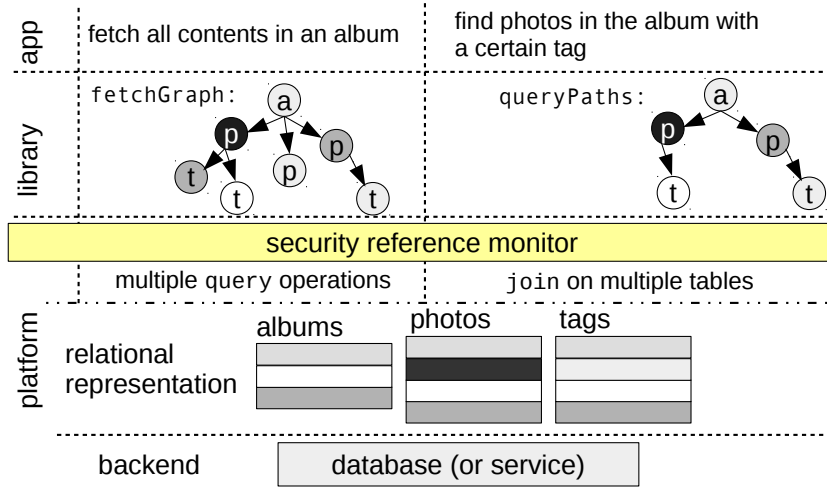 app
fetch all contents in an album
find photos in the album with
a certain tag
library
fetchGraph:
a
p
p
t
p
t
t
queryPaths:
a
p
p
t
t
security reference monitor
multiple query operations
join on multiple tables
platform
relational
representation
albums
photos
tags
backend
database (or service)